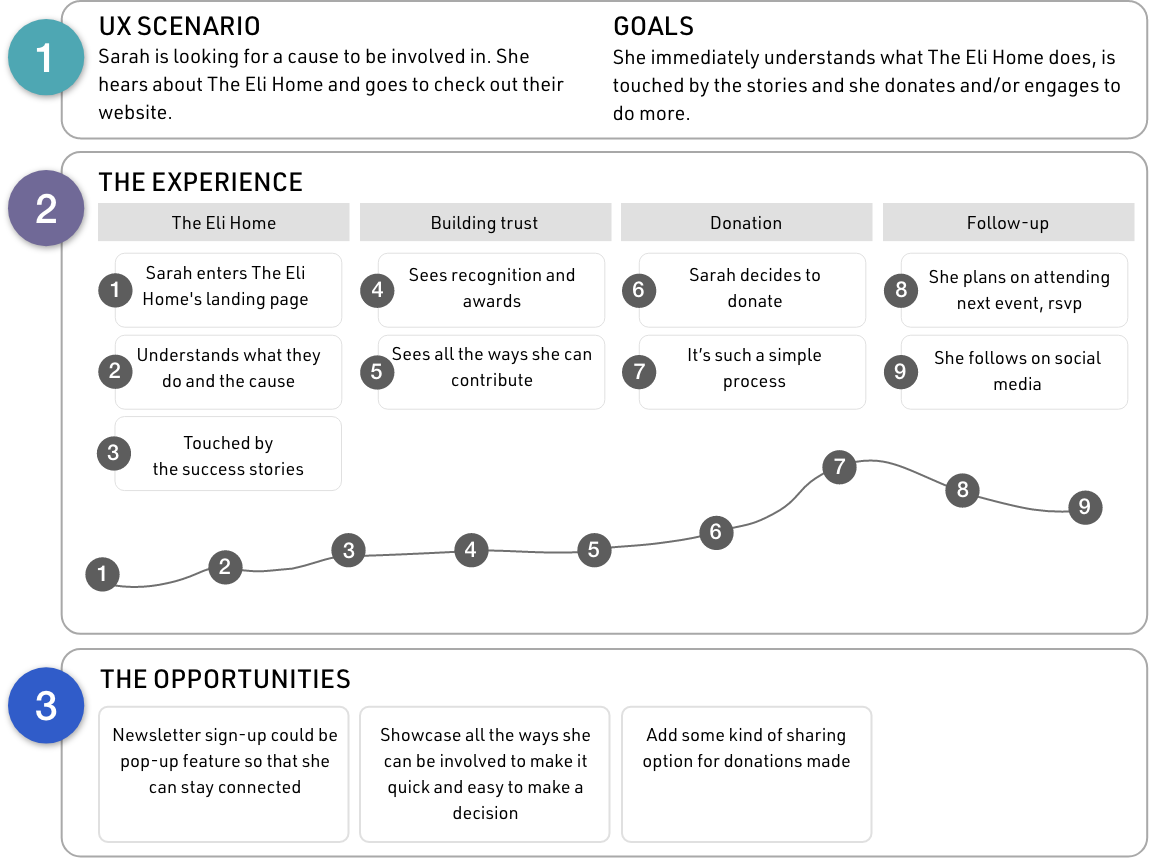 1
UX SCENARIO
Sarah is looking for a cause to be involved in. She
hears about The Eli Home and goes to check out their
website.
GOALS
She immediately understands what The Eli Home does, is
touched by the stories and she donates and/or engages to
do more.
2
THE EXPERIENCE
The Eli Home
1
Sarah enters The Eli
Home's landing page
2
Understands what they
do and the cause
3
Touched by
the success stories
Building trust
4
Sees recognition and
awards
5
Sees all the ways she can
contribute
Donation
6
Sarah decides to
donate
7
It’s such a simple
process
Follow-up
8
She plans on attending
next event, rsvp
9
She follows on social
media
1
2
3
4
5
6
7
8
9
3
THE OPPORTUNITIES
Newsletter sign-up could be
pop-up feature so that she
can stay connected
Showcase all the ways she
can be involved to make it
quick and easy to make a
decision
Add some kind of sharing
option for donations made